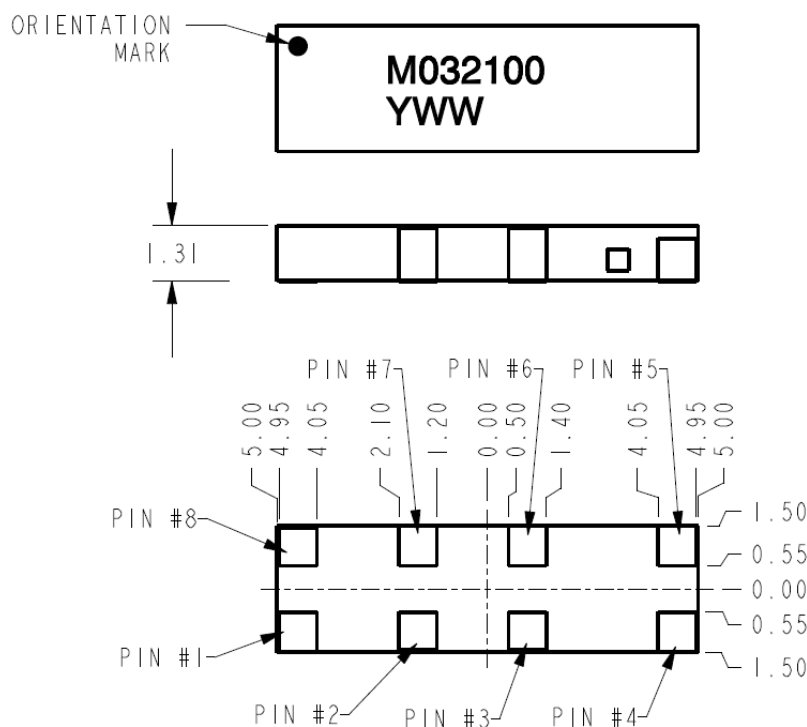 ORIENTATION
MARK
M032100
YWW
1.31
PIN #7
PIN #6
PIN #5
5.00
4.95
4.05
2.10
1.20
0.00
0.50
1.40
4.05
4.95
5.00
PIN #8
1.50
0.55
0.00
0.55
1.50
PIN #1
PIN #2
PIN #3
PIN #4